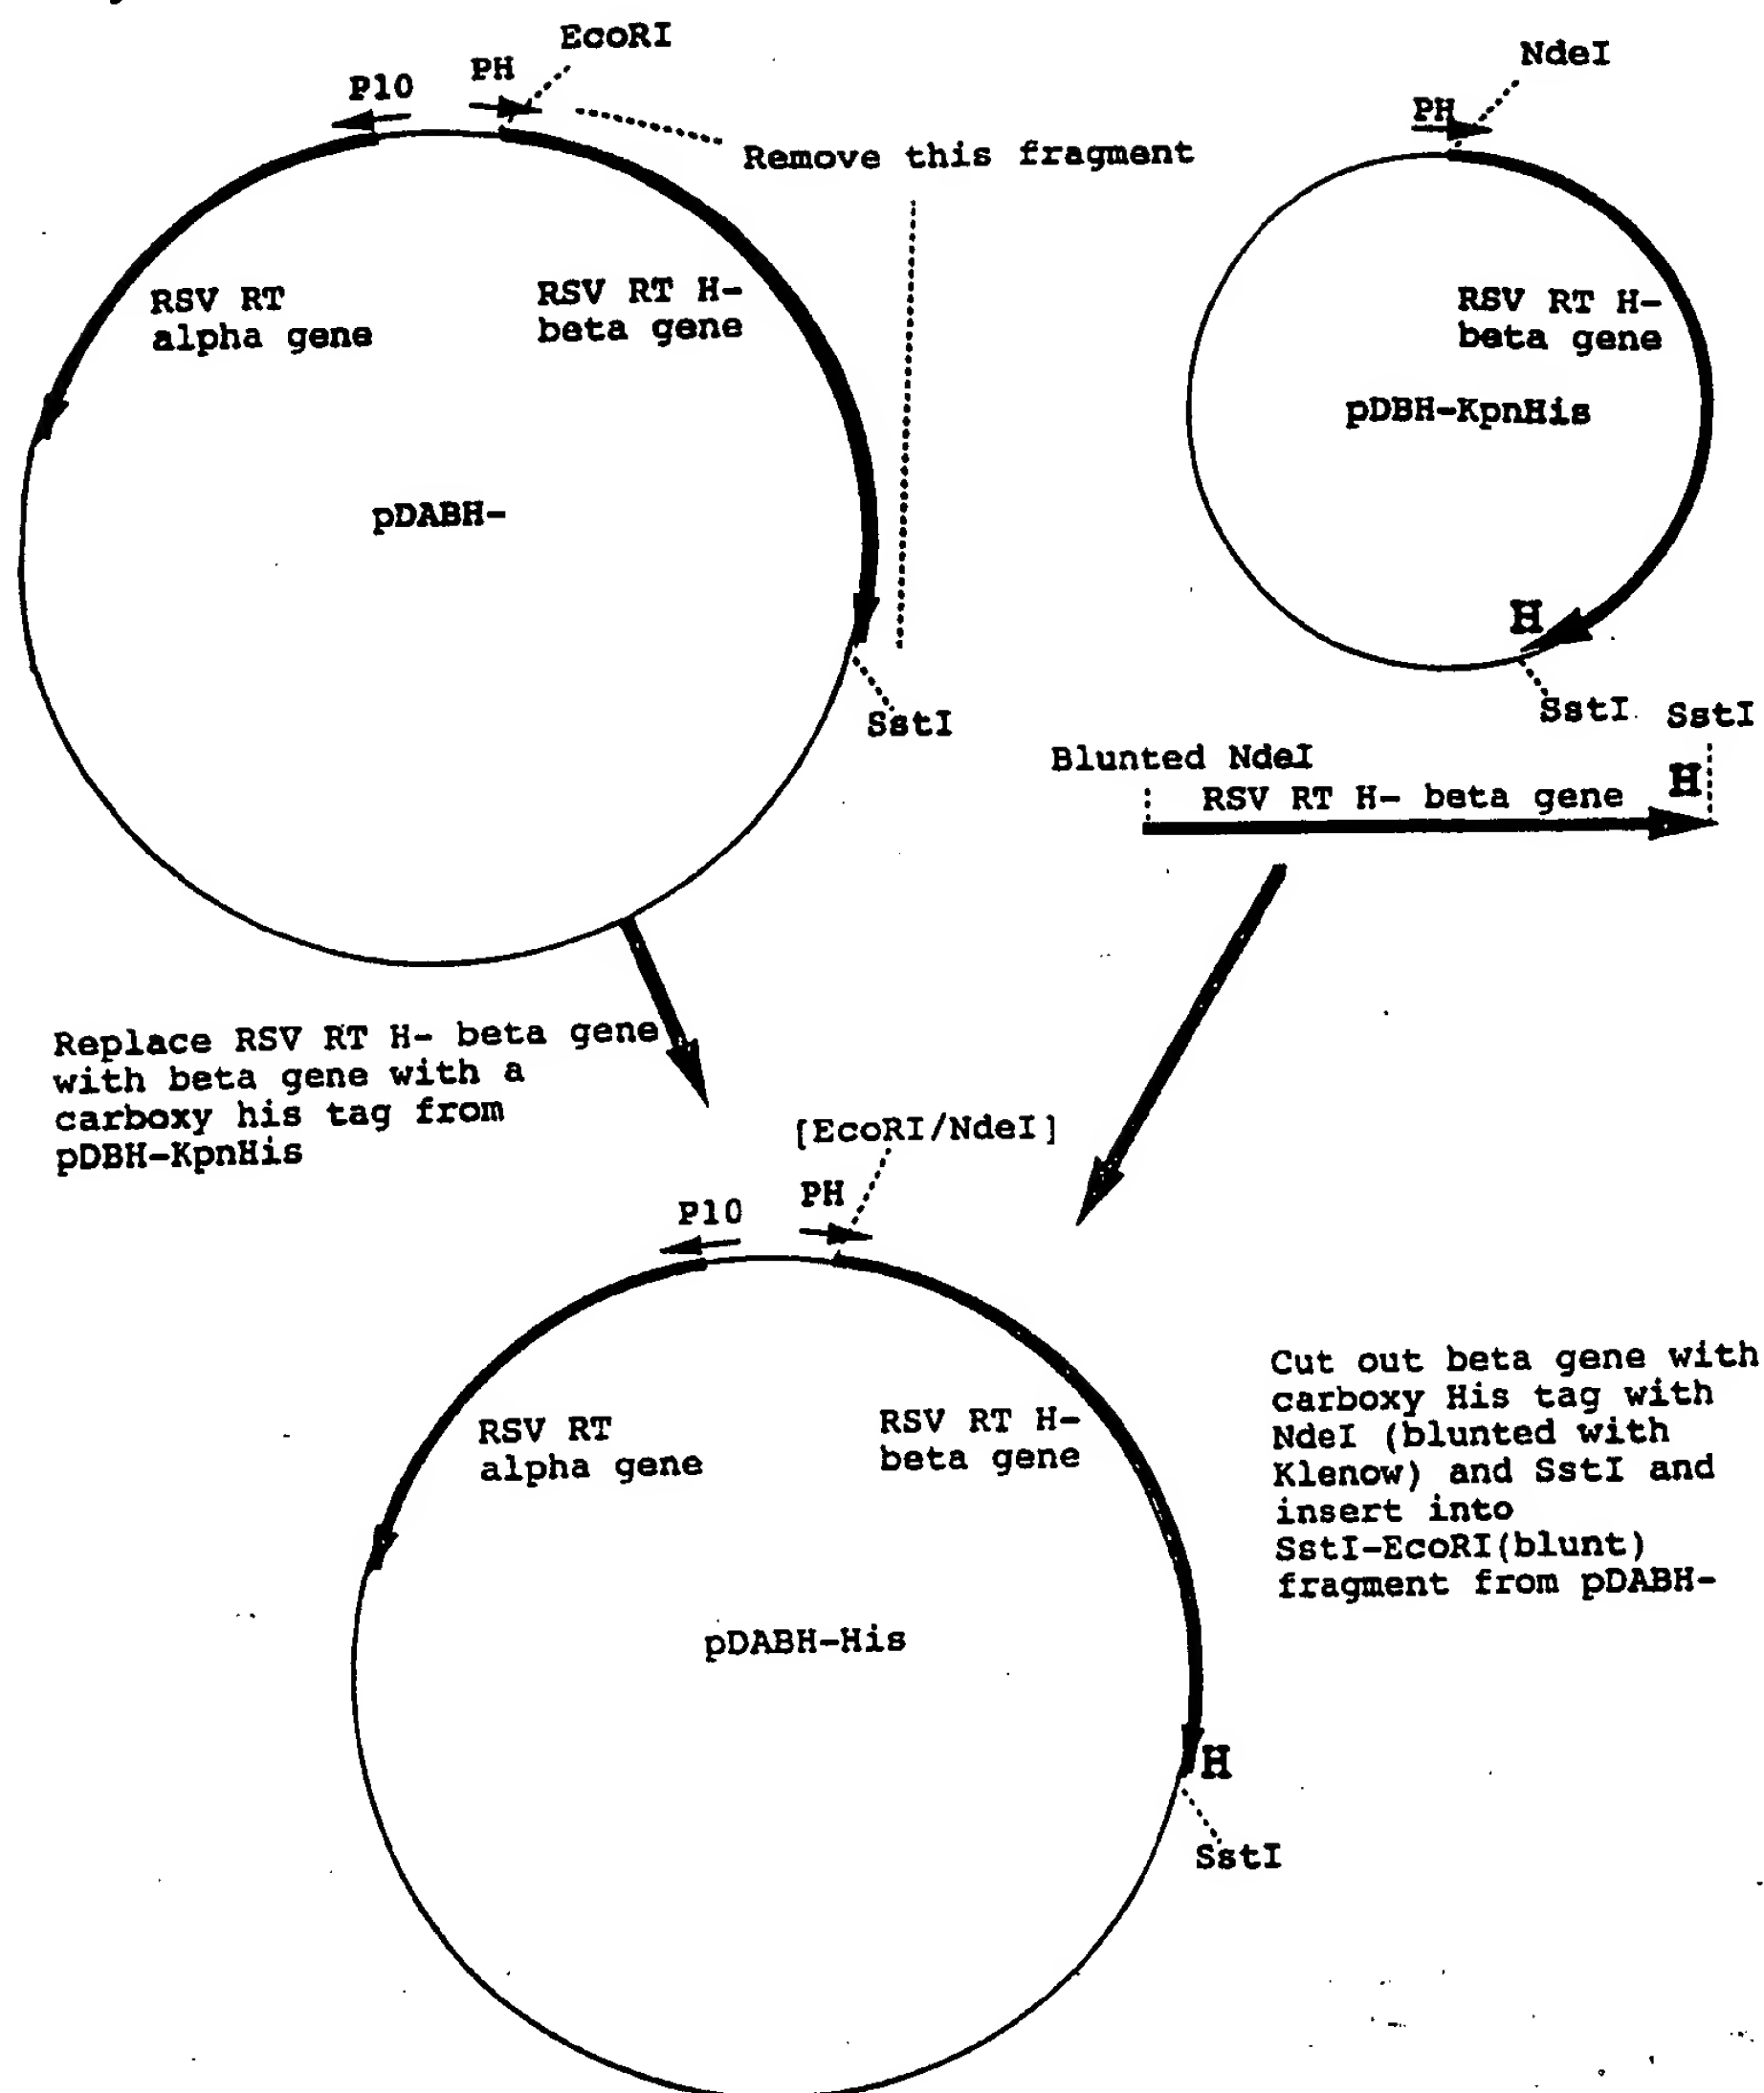 EcoRI
P10
PH
Remove this fragment
RSV RT
alpha gene
RSV RT H-
beta gene
pDABH-
SstI
NdeI
PH
RSV RT H-
beta gene
pDBH-KpnHis
H
SstI
SstI
Blunted NdeI
RSV RT H- beta gene
H
Replace RSV RT H- beta gene
with beta gene with a
carboxy his tag from
pDBH-KpnHis
[EcoRI/NdeI]
P10
PH
RSV RT
alpha gene
RSV RT H-
beta gene
pDABH-His
H
SstI
Cut out beta gene with
carboxy His tag with
NdeI (blunted with
Klenow) and SstI and
insert into
SstI-EcoRI(blunt)
fragment from pDABH-